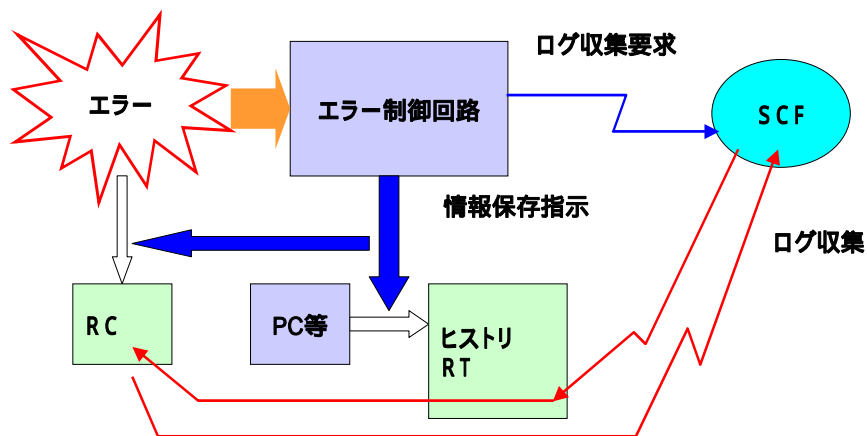 ログ収集要求
エラー
エラー制御回路
SCF
情報保存指示
ログ収集
RC
PC等
ヒストリ
RT